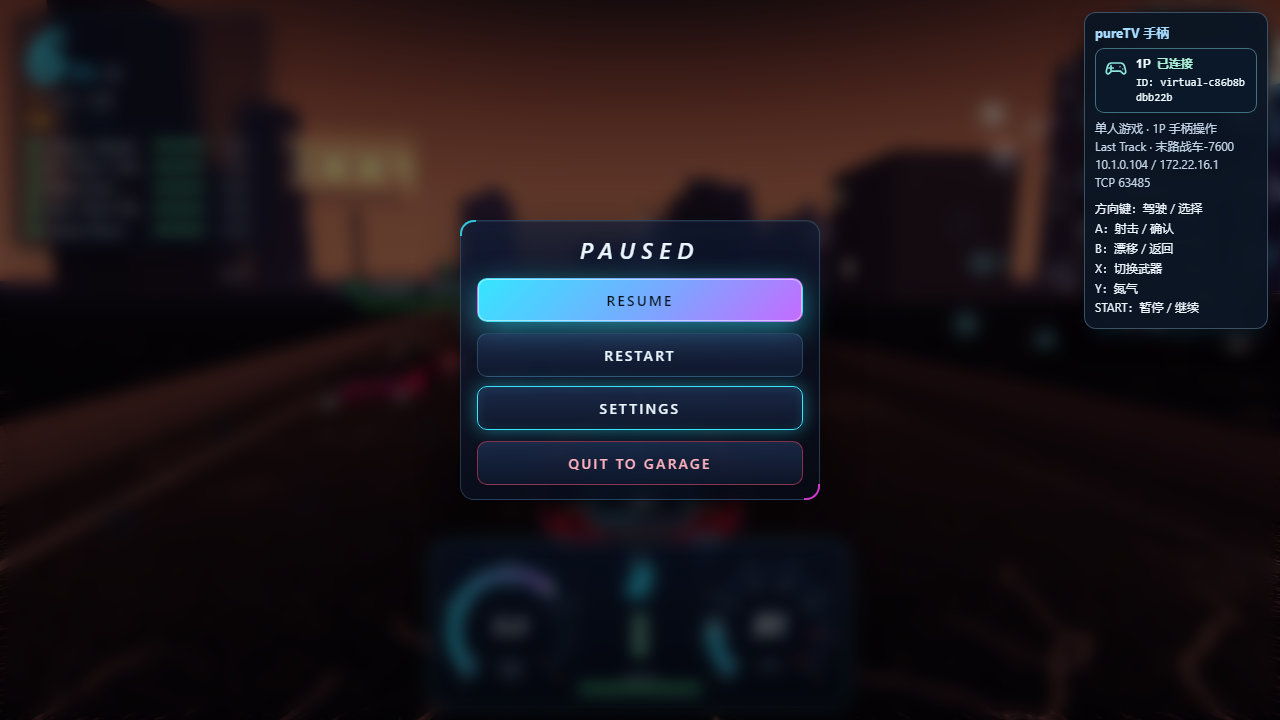 PAUSED
RESUME
RESTART
SETTINGS
QUIT TO GARAGE
pureTV 手柄
1P 已连接
ID: virtual-c86b8b
dbb22b
单人游戏 · 1P 手柄操作
Last Track · 末路战车-7600
10.1.0.104 / 172.22.16.1
TCP 63485
方向键：驾驶 / 选择
A：射击 / 确认
B：漂移 / 返回
X：切换武器
Y：氮气
START：暂停 / 继续